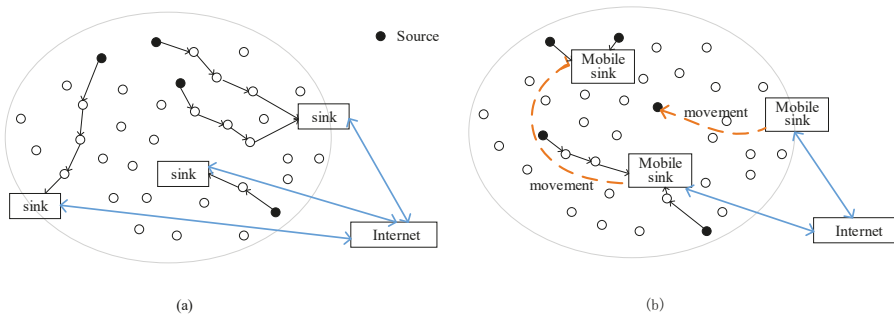 Source
sink
sink
sink
Internet
(a)
Mobile
sink
movement
Mobile
sink
Mobile
sink
movement
Internet
(b)